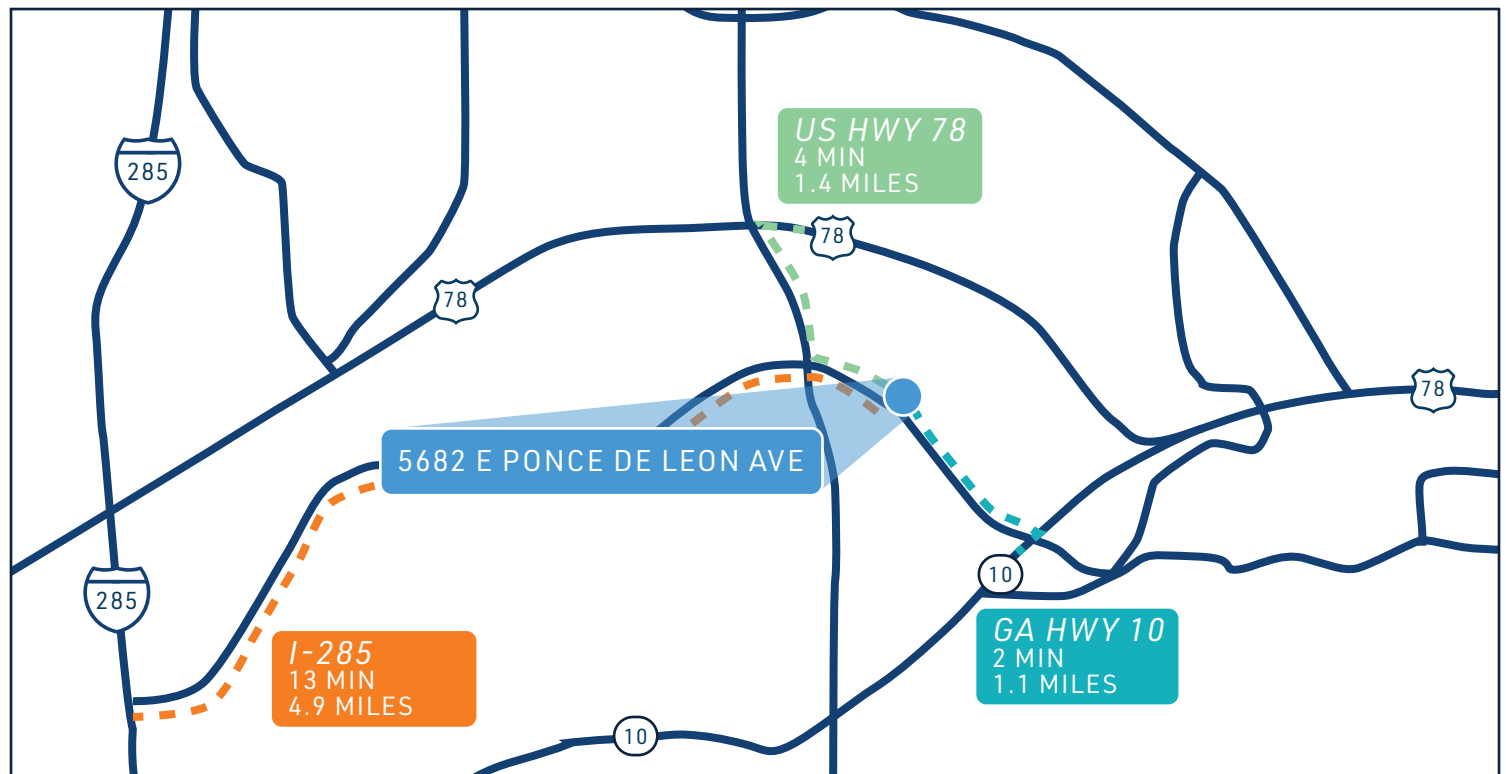 285
US HWY 78
4 MIN
1.4 MILES
78
78
78
5682 E PONCE DE LEON AVE
10
285
GA HWY 10
2 MIN
1.1 MILES
I-285
13 MIN
4.9 MILES
10